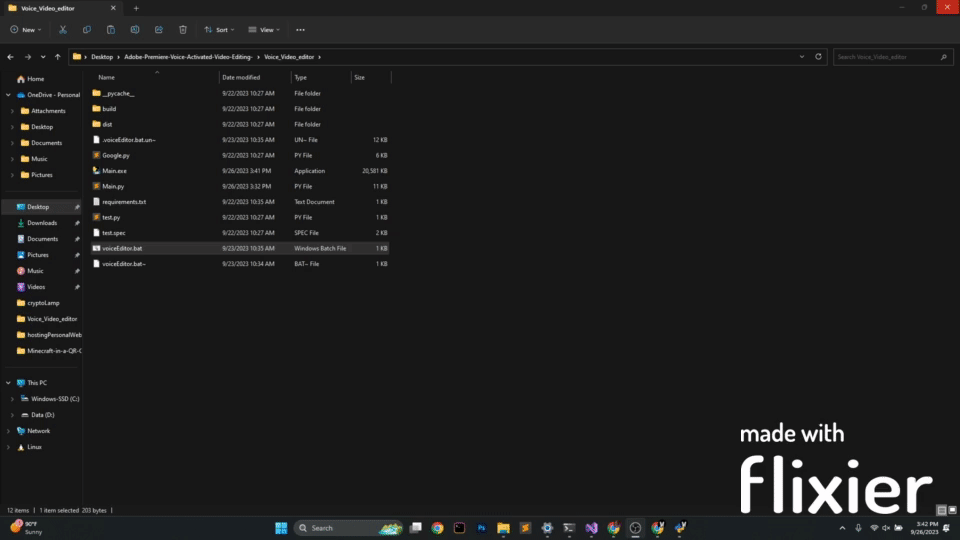 Voice_Video_editor
New
Sort
View
Desktop > Adobe-Premiere-Voice-Activated-Video-Editing- > Voice_Video_editor >
Search Voice_Video_editor
Name Date modified Type Size
Home
OneDrive - Personal
Attachments
Desktop
Documents
Music
Pictures
Desktop
Downloads
Documents
Pictures
Music
Videos
cryptoLamp
Voice_Video_editor
hostingPersonalWeb
Minecraft-in-a-QR-C
This PC
Windows-SSD (C:)
Data (D:)
Network
Linux
__pycache__ 9/22/2023 10:27 AM File folder
build 9/22/2023 10:27 AM File folder
dist 9/22/2023 10:27 AM File folder
.voiceEditor.bat.un~ 9/23/2023 10:35 AM UN~ File 12 KB
Google.py 9/22/2023 10:27 AM PY File 6 KB
Main.exe 9/26/2023 3:41 PM Application 20,581 KB
Main.py 9/26/2023 3:32 PM PY File 11 KB
requirements.txt 9/22/2023 10:35 AM Text Document 1 KB
test.py 9/22/2023 10:27 AM PY File 1 KB
test.spec 9/22/2023 10:27 AM SPEC File 2 KB
voiceEditor.bat 9/23/2023 10:35 AM Windows Batch File 1 KB
voiceEditor.bat~ 9/23/2023 10:34 AM BAT~ File 1 KB
made with
flixier
12 items 1 item selected 203 bytes
90°F
Sunny
Search
3:42 PM
9/26/2023